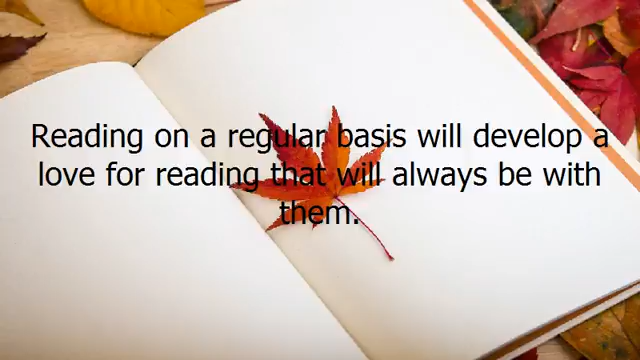 Reading on a regular basis will develop a
love for reading that will always be with
them.